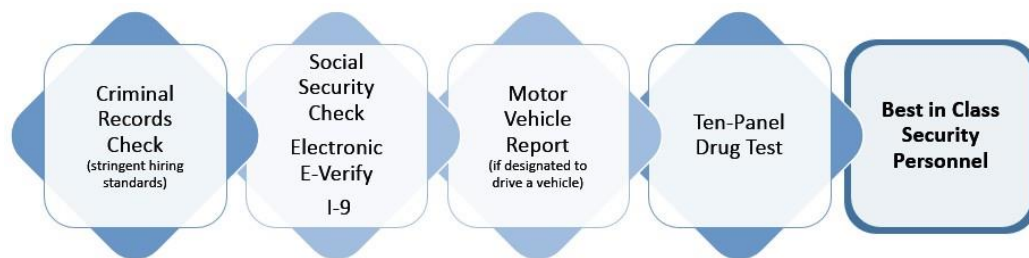 Criminal
Records
Check
(stringent hiring
standards)
Social
Security
Check
Electronic
E-Verify
I-9
Motor
Vehicle
Report
(if designated to
drive a vehicle)
Ten-Panel
Drug Test
Best in Class
Security
Personnel